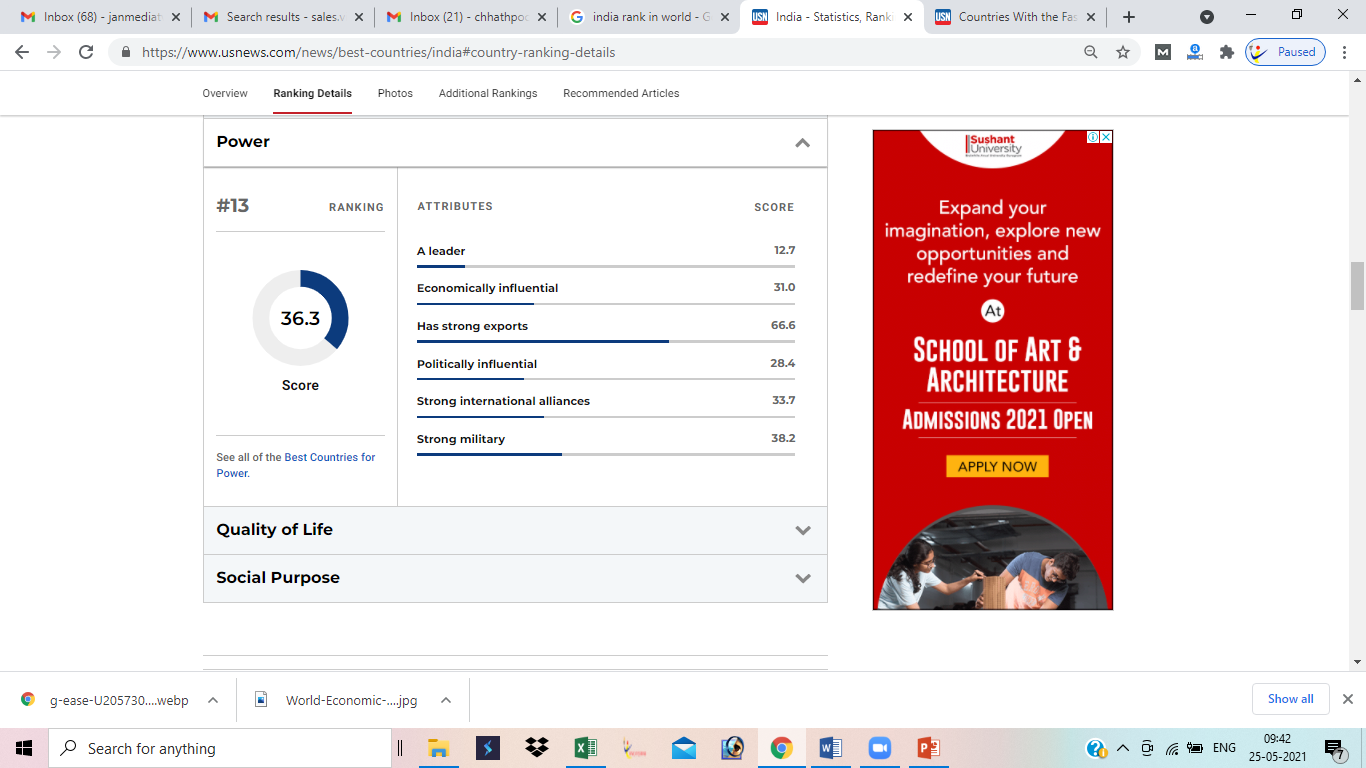 Inbox (68) - janmediat
Search results - sales.v
Inbox (21) - chhathpoo
india rank in world - G
USN India - Statistics, Rank
USN Countries With the Fas
https://www.usnews.com/news/best-countries/india#country-ranking-details
Paused
Overview
Ranking Details
Photos
Additional Rankings
Recommended Articles
Power
#13 RANKING
36.3
Score
See all of the Best Countries for
Power.
ATTRIBUTES SCORE
A leader 12.7
Economically influential 31.0
Has strong exports 66.6
Politically influential 28.4
Strong international alliances 33.7
Strong military 38.2
Quality of Life
Social Purpose
Sushant
University
Expand your
imagination, explore new
opportunities and
redefine your future
At
SCHOOL OF ART &
ARCHITECTURE
ADMISSIONS 2021 OPEN
APPLY NOW
g-ease-U205730....webp
World-Economic-....jpg
Show all
Search for anything
ENG
09:42
25-05-2021
7